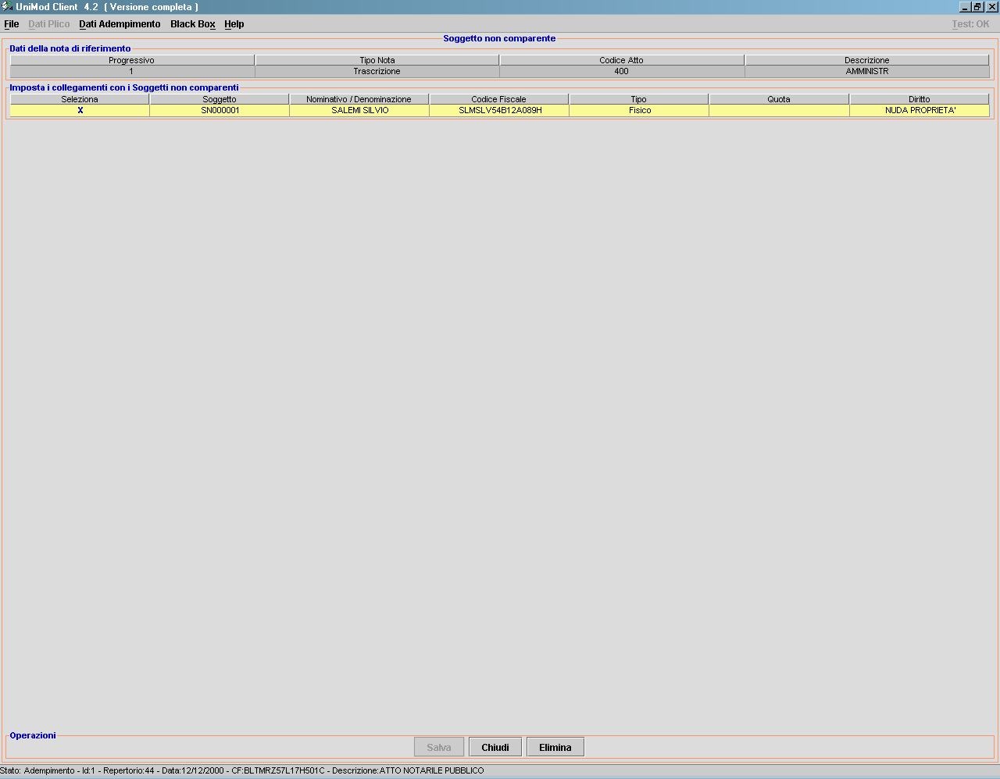 UniMod Client 4.2 ( Versione completa )
File Dati Plico Dati Adempimento Black Box Help Test: OK
Soggetto non comparente
Dati della nota di riferimento
Progressivo Tipo Nota Codice Atto Descrizione
1 Trascrizione 400 AMMINISTR
Imposta i collegamenti con i Soggetti non comparenti
Seleziona Soggetto Nominativo / Denominazione Codice Fiscale Tipo Quota Diritto
X SN000001 SALEMI SILVIO SLMSLV54B12A089H Fisico NUDA PROPRIETA'
Operazioni
Salva Chiudi Elimina
Stato: Adempimento - Id:1 - Repertorio:44 - Data:12/12/2000 - CF:BLTMRZ57L17H501C - Descrizione:ATTO NOTARILE PUBBLICO